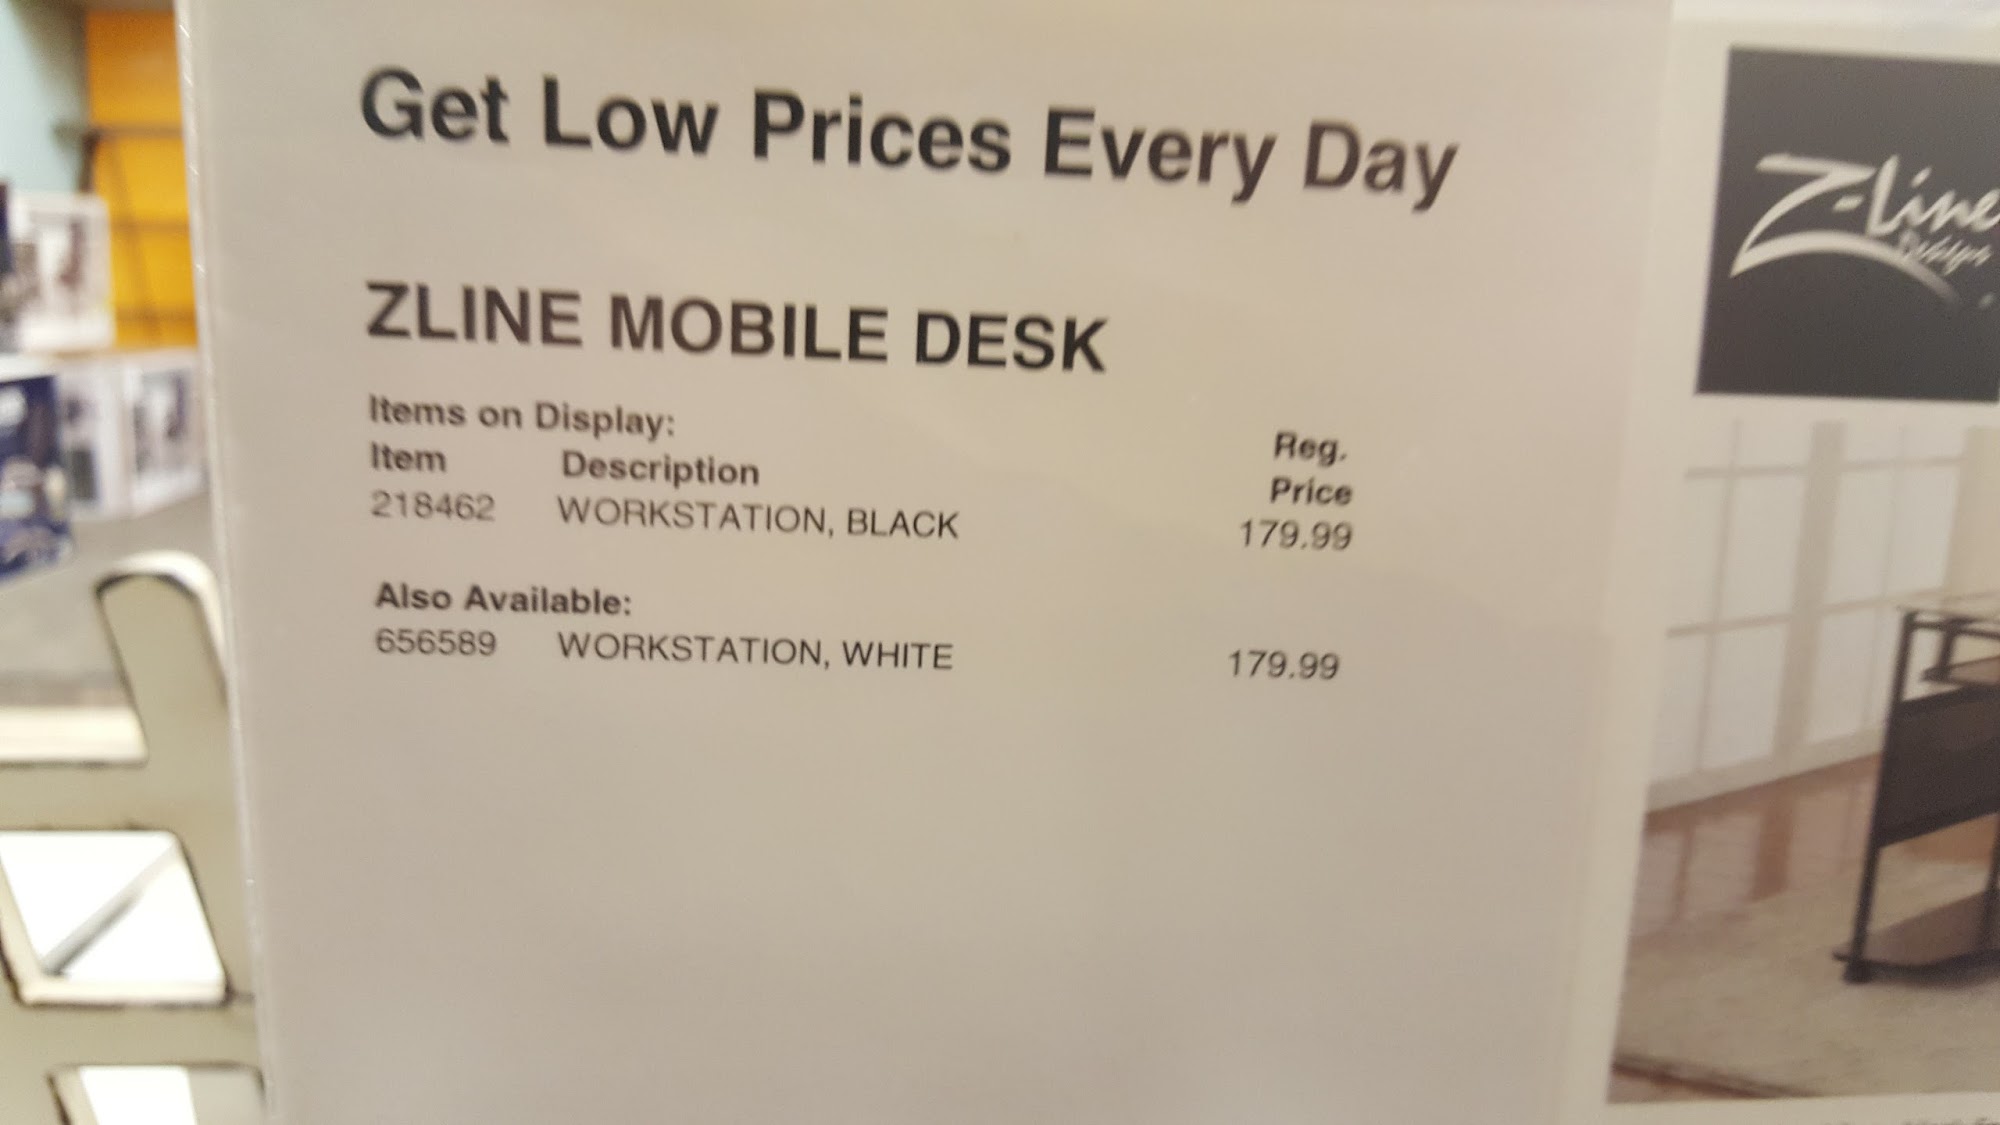 Get Low Prices Every Day
ZLINE MOBILE DESK
Items on Display:
Item Description Reg. Price
218462 WORKSTATION, BLACK 179.99
Also Available:
656589 WORKSTATION, WHITE 179.99
Z-Line
Design